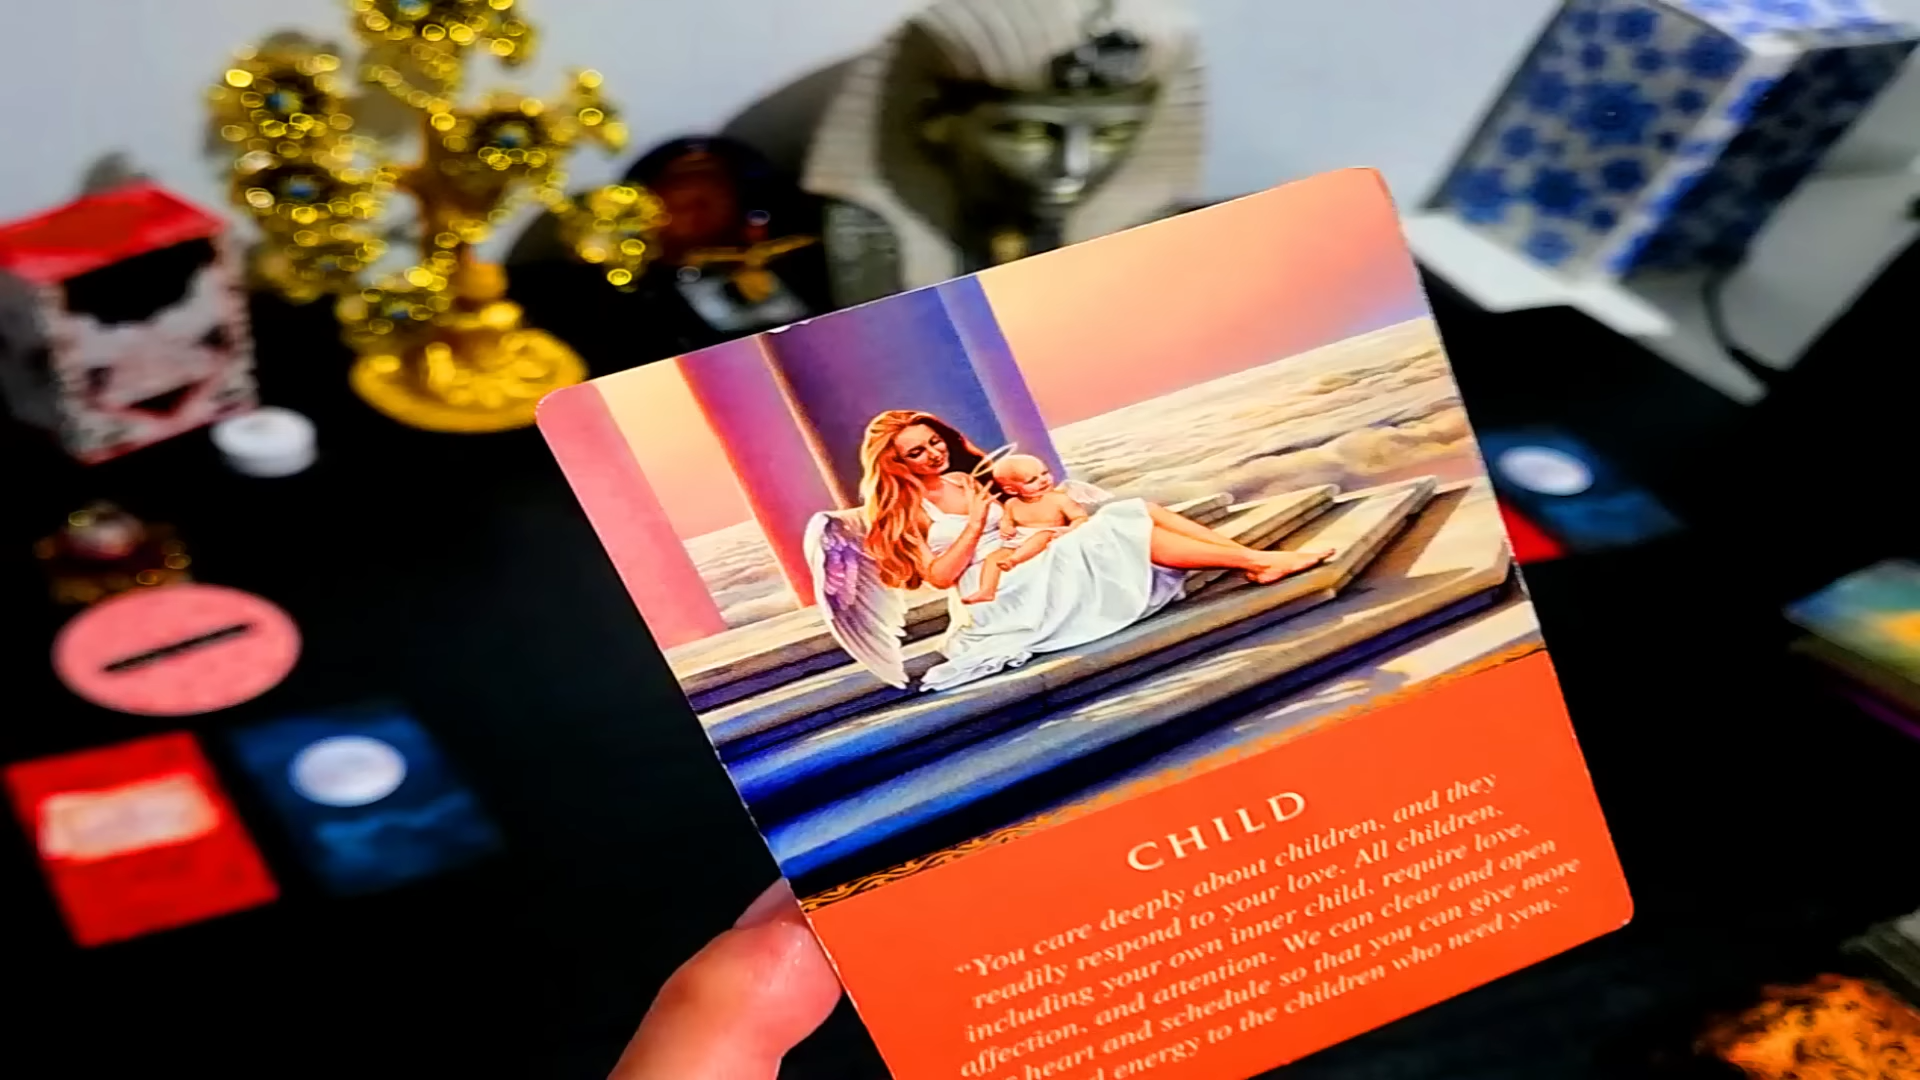 CHILD
"You care deeply about children, and they
readily respond to your love. All children,
including your own inner child, require love,
affection, and attention. We can clear and open
heart and schedule so that you can give more
energy to the children who need you."